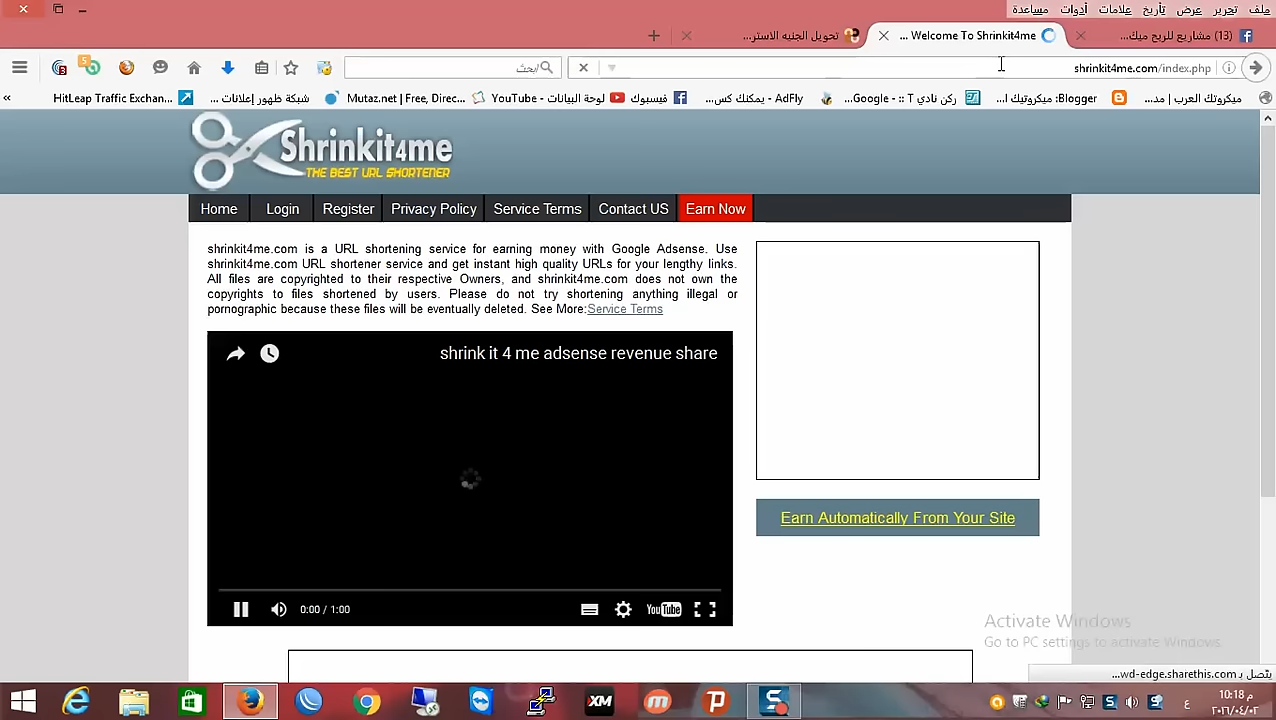 ملف تحرير عرض تأريخ علامات أدوات مساعدة
(13) مشاريع للربح ميك...
Welcome To Shrinkit4me ...
تحويل الجنيه الاستر...
shrinkit4me.com/index.php
ابحث
ميكروتك العرب | مد...
Blogger: ميكروتيك ا...
ركن نادي Google - :: T...
AdFly - يمكنك كس...
فيسبوك
لوحة البيانات - YouTube
Mutaz.net | Free, Direc...
شبكة ظهور إعلانات ...
HitLeap Traffic Exchan...
Shrinkit4me
THE BEST URL SHORTENER
Home Login Register Privacy Policy Service Terms Contact US Earn Now
shrinkit4me.com is a URL shortening service for earning money with Google Adsense. Use
shrinkit4me.com URL shortener service and get instant high quality URLs for your lengthy links.
All files are copyrighted to their respective Owners, and shrinkit4me.com does not own the
copyrights to files shortened by users. Please do not try shortening anything illegal or
pornographic because these files will be eventually deleted. See More:Service Terms
shrink it 4 me adsense revenue share
0:00 / 1:00
YouTube
Earn Automatically From Your Site
Activate Windows
Go to PC settings to activate Windows.
يتّصل بـ wd-edge.sharethis.com...
XM
10:18 م
ع
٢٠١٦/٠٤/٠٢